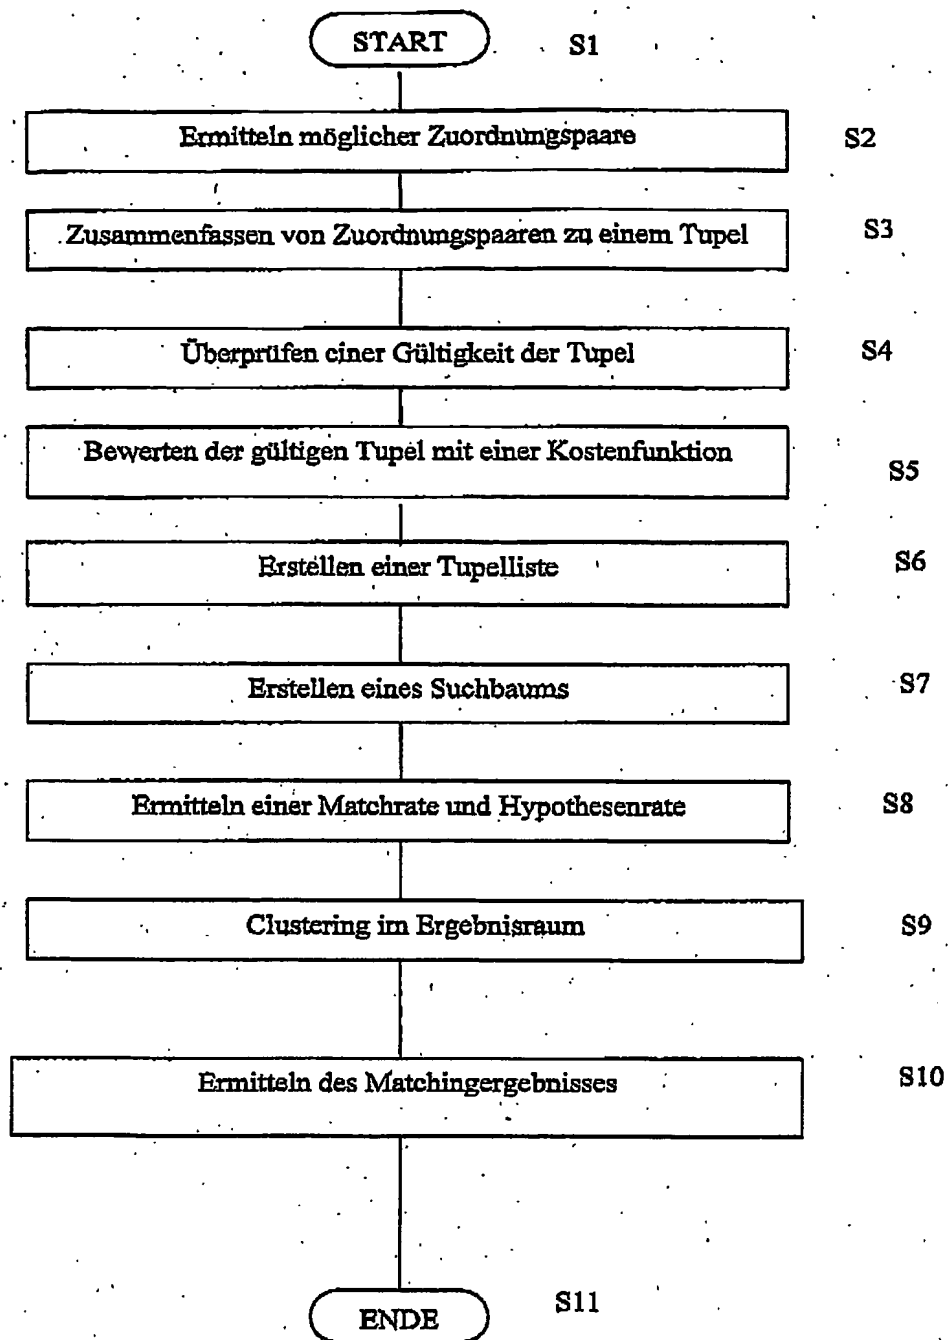 START S1
Ermitteln möglicher Zuordnungspaare S2
Zusammenfassen von Zuordnungspaaren zu einem Tupel S3
Überprüfen einer Gültigkeit der Tupel S4
Bewerten der gültigen Tupel mit einer Kostenfunktion S5
Erstellen einer Tupelliste S6
Erstellen eines Suchbaums S7
Ermitteln einer Matchrate und Hypothesenrate S8
Clustering im Ergebnisraum S9
Ermitteln des Matchingergebnisses S10
ENDE S11